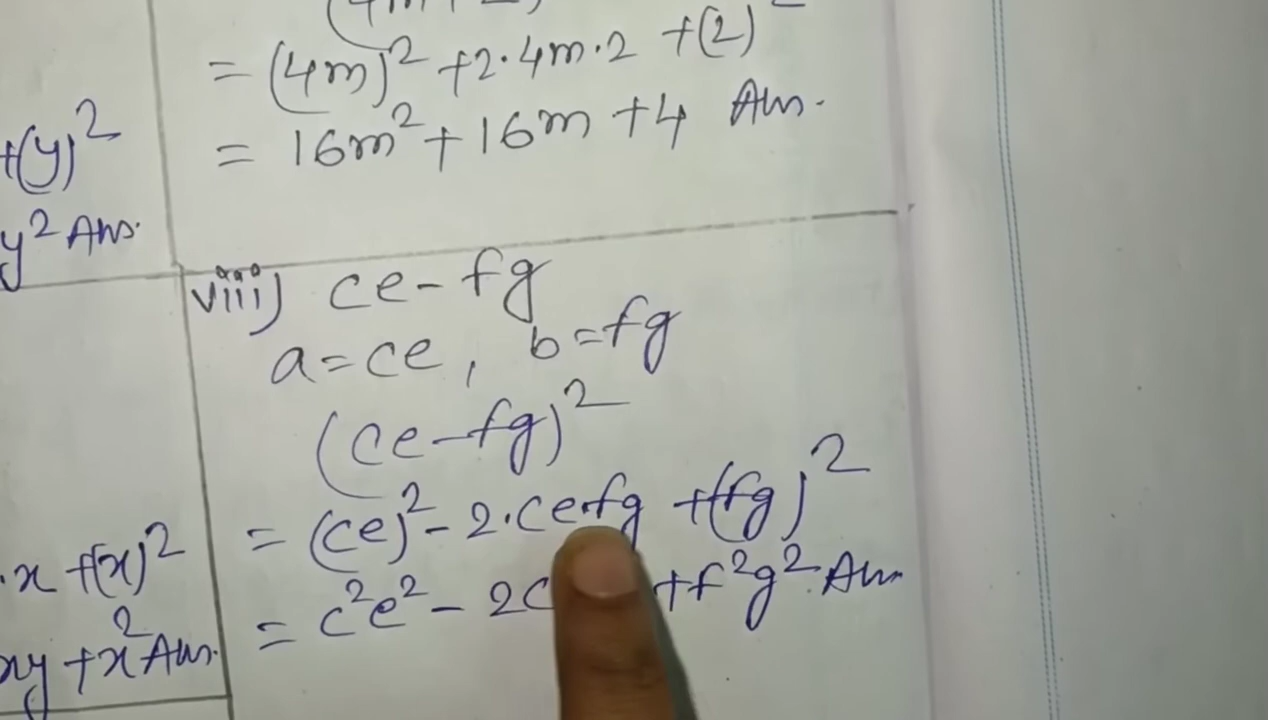 = (4m)² + 2·4m·2 + (2)²
= 16m² + 16m + 4 Ans.
+(y)²
y² Ans.
viii) ce - fg
a = ce, b = fg
(ce - fg)²
= (ce)² - 2·ce·fg + (fg)²
= c²e² - 2c + f²g² Ans
·x + (x)²
xy + x² Ans.